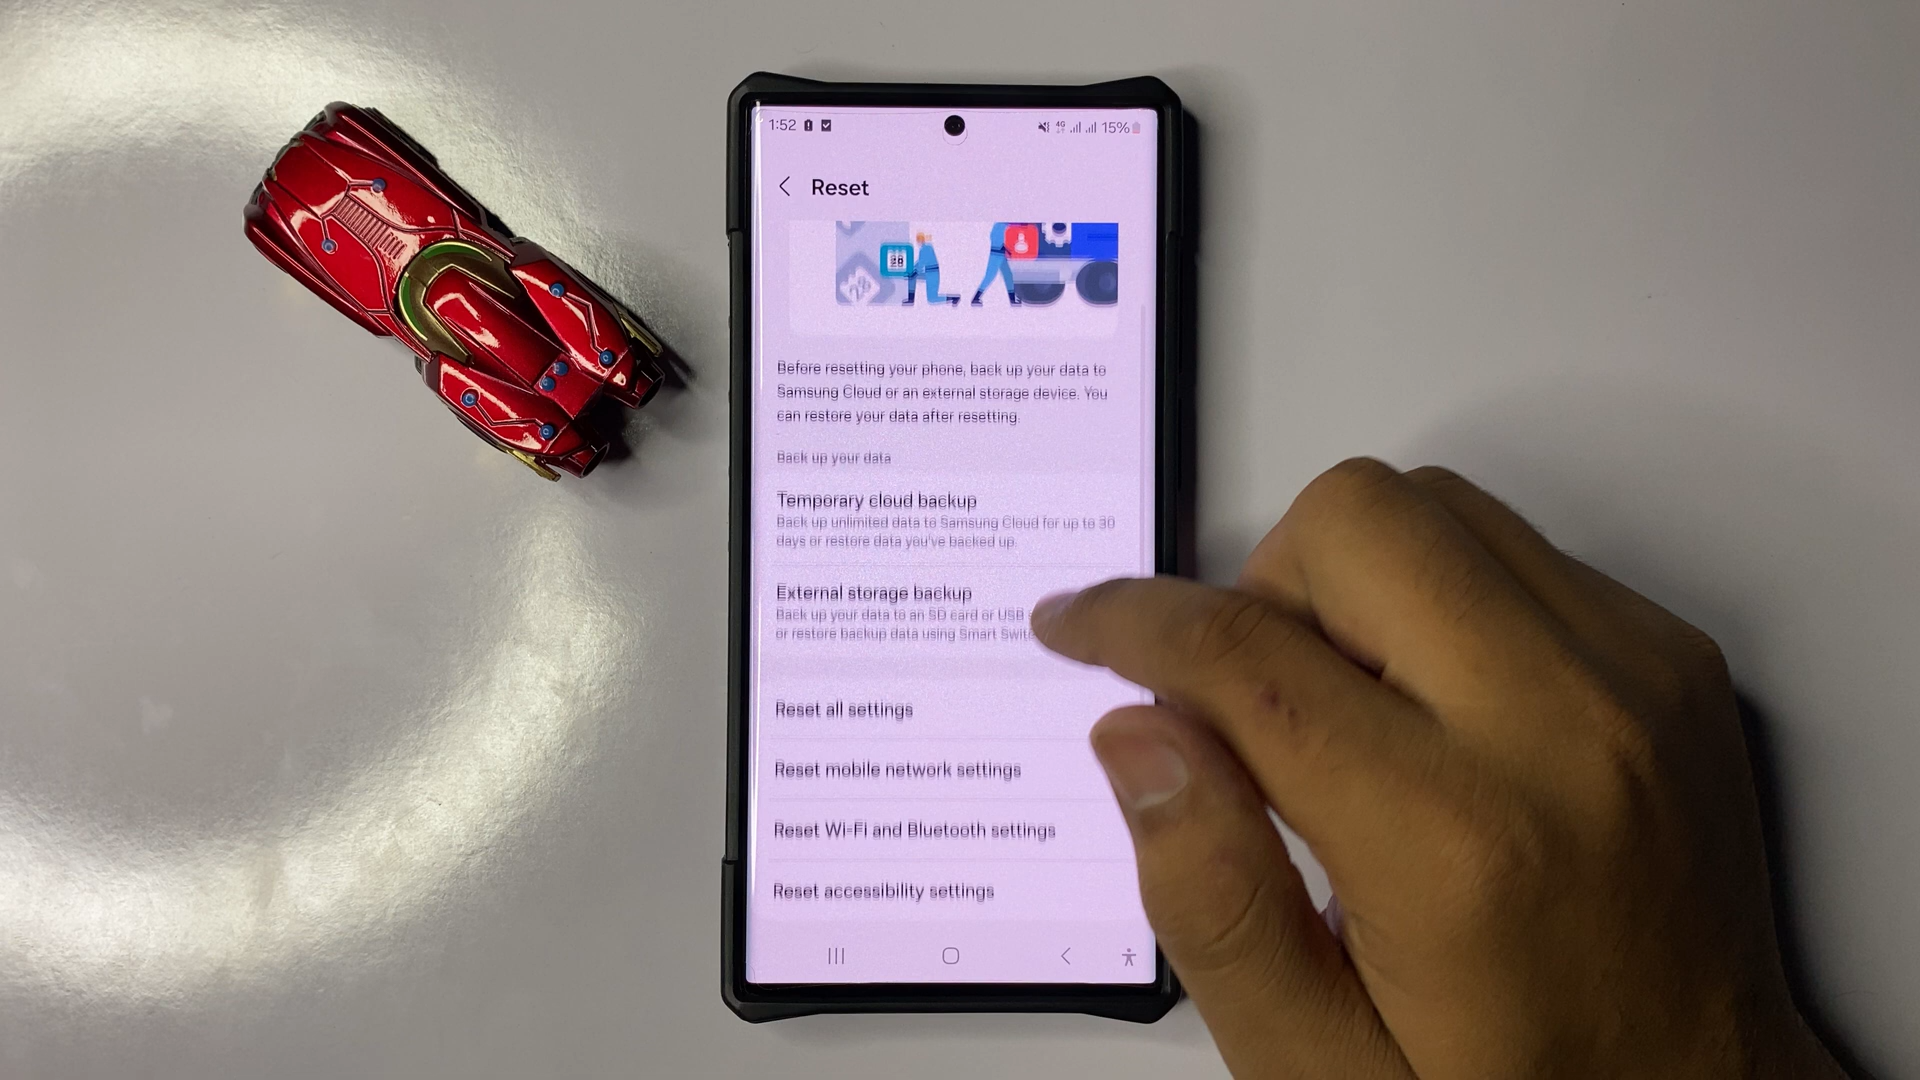 1:52
4G
15%
Reset
28
28
Before resetting your phone, back up your data to
Samsung Cloud or an external storage device. You
can restore your data after resetting.
Back up your data
Temporary cloud backup
Back up unlimited data to Samsung Cloud for up to 30
days or restore data you've backed up.
External storage backup
Back up your data to an SD card or USB
or restore backup data using Smart
Reset all settings
Reset mobile network settings
Reset Wi-Fi and Bluetooth settings
Reset accessibility settings